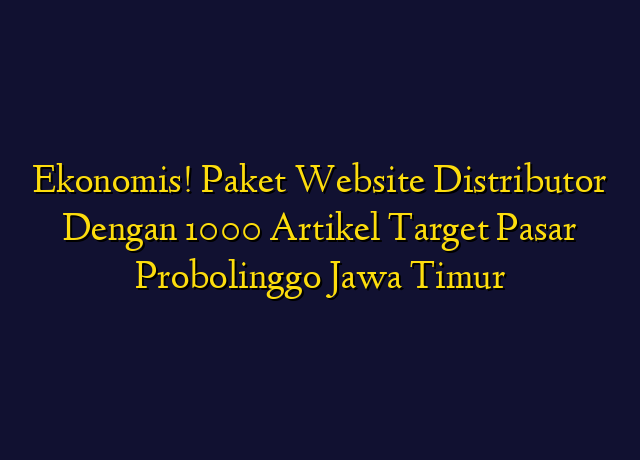 Ekonomis! Paket Website Distributor
Dengan 1000 Artikel Target Pasar
Probolinggo Jawa Timur